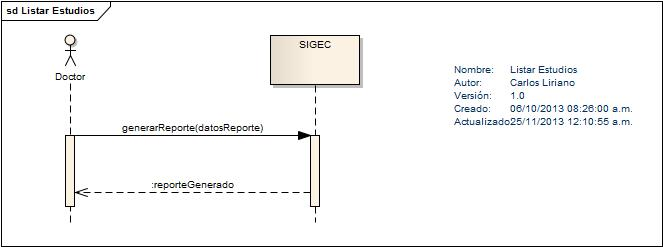 sd Listar Estudios
Doctor
SIGEC
generarReporte(datosReporte)
:reporteGenerado
Nombre: Listar Estudios
Autor: Carlos Liriano
Versión: 1.0
Creado: 06/10/2013 08:26:00 a.m.
Actualizado25/11/2013 12:10:55 a.m.